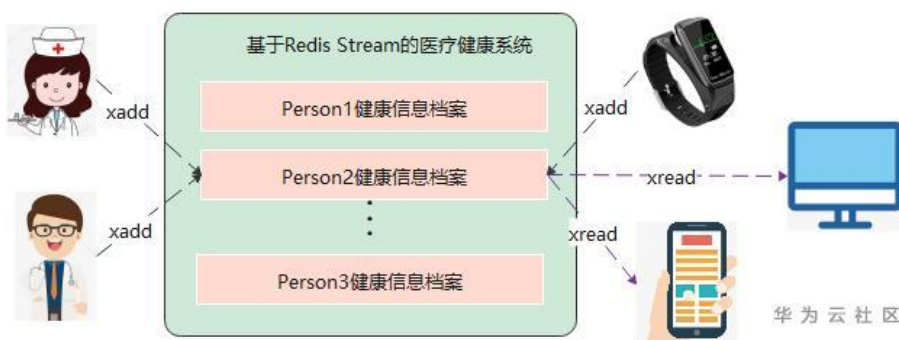 基于Redis Stream的医疗健康系统
Person1健康信息档案
xadd
xadd
Person2健康信息档案
xread
xadd
xread
Person3健康信息档案
华为云社区